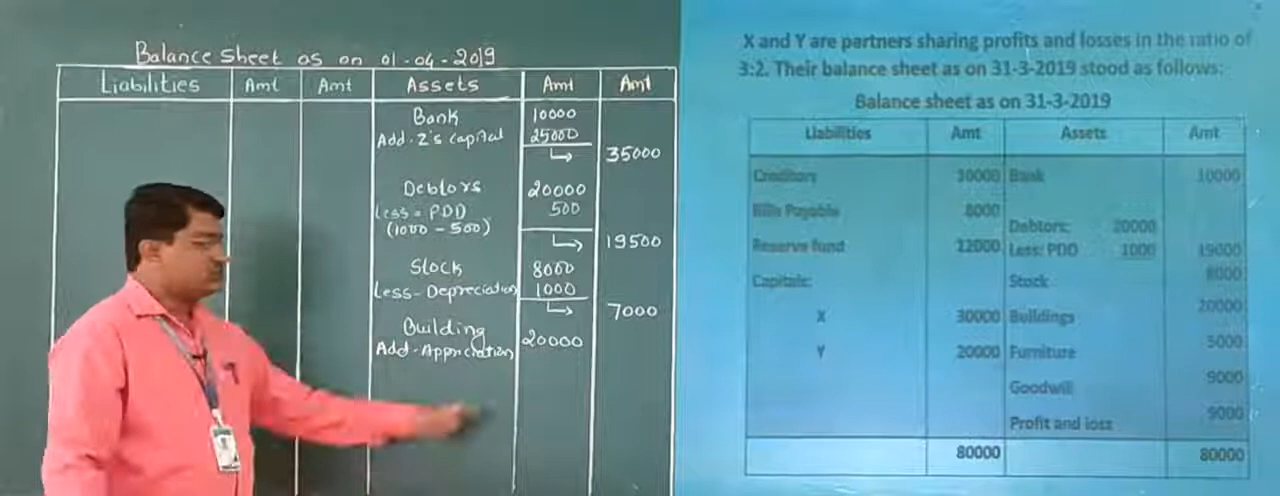 Balance Sheet as on 01-04-2019
Liabilities Amt Amt Assets Amt Amt
Bank 10000
Add - Z's capital 25000
35000
Debtors 20000
Less = PDD 500
(1000 - 500)
19500
Stock 8000
Less - Depreciation 1000
7000
Building 20000
Add - Appreciation
X and Y are partners sharing profits and losses in the ratio of
3:2. Their balance sheet as on 31-3-2019 stood as follows:
Balance sheet as on 31-3-2019
Liabilities Amt Assets Amt
Creditors Bank 10000
Bills Payable 8000
Debtors: 20000
Reserve fund 12000 Less: PDD 1000 19000
Capitals: Stock 8000
X 30000 Buildings 20000
Y 20000 Furniture 5000
Goodwill 9000
Profit and loss 9000
80000 80000